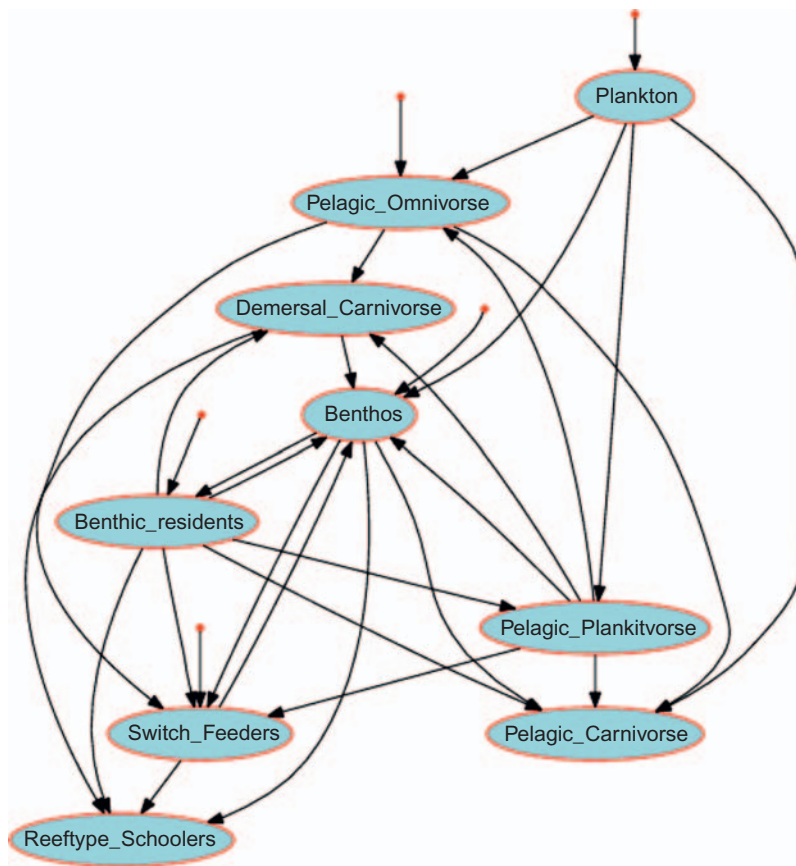 Plankton
Pelagic_Omnivorse
Demersal_Carnivorse
Benthos
Benthic_residents
Pelagic_Plankitvorse
Switch_Feeders
Pelagic_Carnivorse
Reeftype_Schoolers